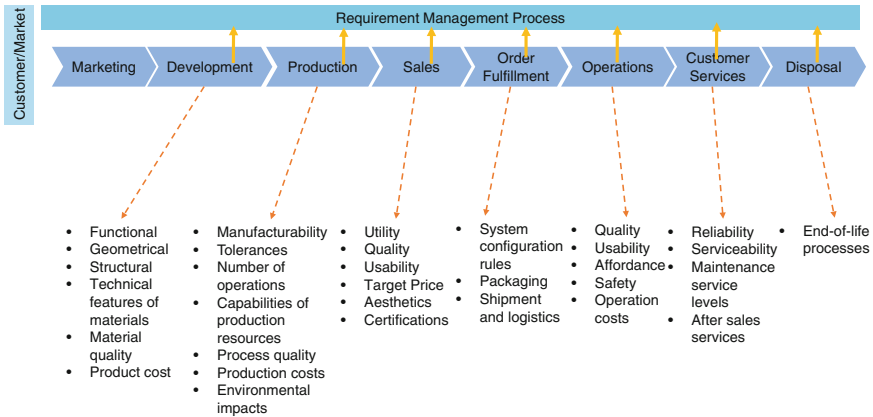 Customer/Market
Requirement Management Process
Marketing
Development
Production
Sales
Order
Fulfillment
Operations
Customer
Services
Disposal
• Functional
• Geometrical
• Structural
• Technical
features of
materials
• Material
quality
• Product cost
• Manufacturability
• Tolerances
• Number of
operations
• Capabilities of
production
resources
• Process quality
• Production costs
• Environmental
impacts
• Utility
• Quality
• Usability
• Target Price
• Aesthetics
• Certifications
• System
configuration
rules
• Packaging
• Shipment
and logistics
• Quality
• Usability
• Affordance
• Safety
• Operation
costs
• Reliability
• Serviceability
• Maintenance
service
levels
• After sales
services
• End-of-life
processes